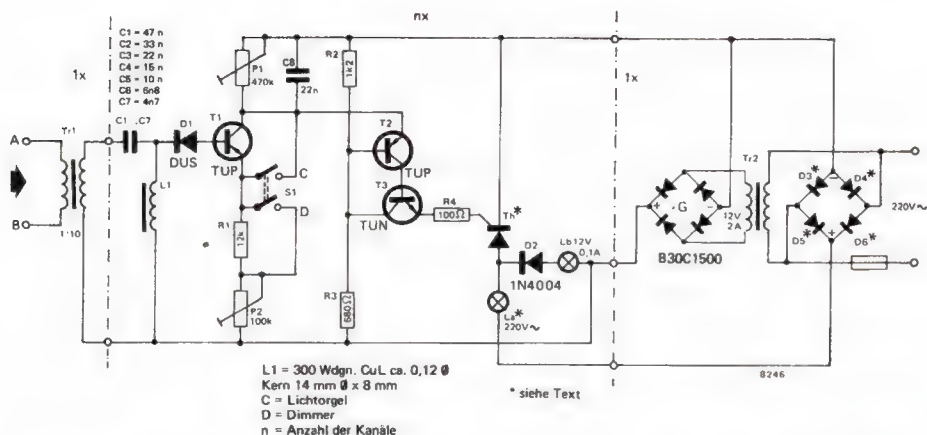 C1 = 47 n
C2 = 33 n
C3 = 22 n
C4 = 15 n
C5 = 10 n
C6 = 6n8
C7 = 4n7
1x
nx
1x
A
B
Tr1
1:10
C1...C7
L1
D1
DUS
T1
TUP
P1
470k
C8
22n
C
S1
D
R1
12k
P2
100k
R2
1k2
R3
680Ω
T2
TUP
T3
TUN
R4
100Ω
Th*
D2
1N4004
Lb 12V
0,1A
La*
220V~
+
G
−
B30C1500
12V
2A
Tr2
D3*
D4*
D5*
D6*
−
+
220V~
8246
L1 = 300 Wdgn. CuL ca. 0,12 Ø
Kern 14 mm Ø x 8 mm
C = Lichtorgel
D = Dimmer
n = Anzahl der Kanäle
* siehe Text